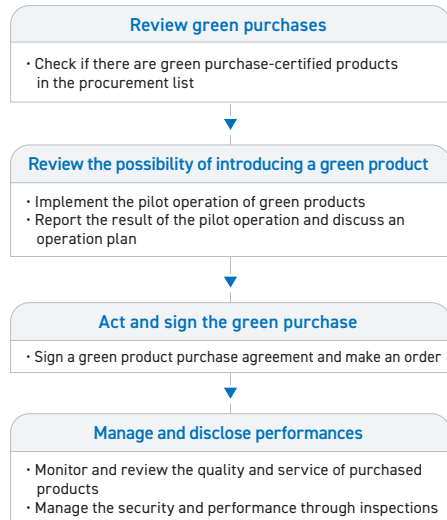 Review green purchases
· Check if there are green purchase-certified products
in the procurement list
Review the possibility of introducing a green product
· Implement the pilot operation of green products
· Report the result of the pilot operation and discuss an
operation plan
Act and sign the green purchase
· Sign a green product purchase agreement and make an order
Manage and disclose performances
· Monitor and review the quality and service of purchased
products
· Manage the security and performance through inspections